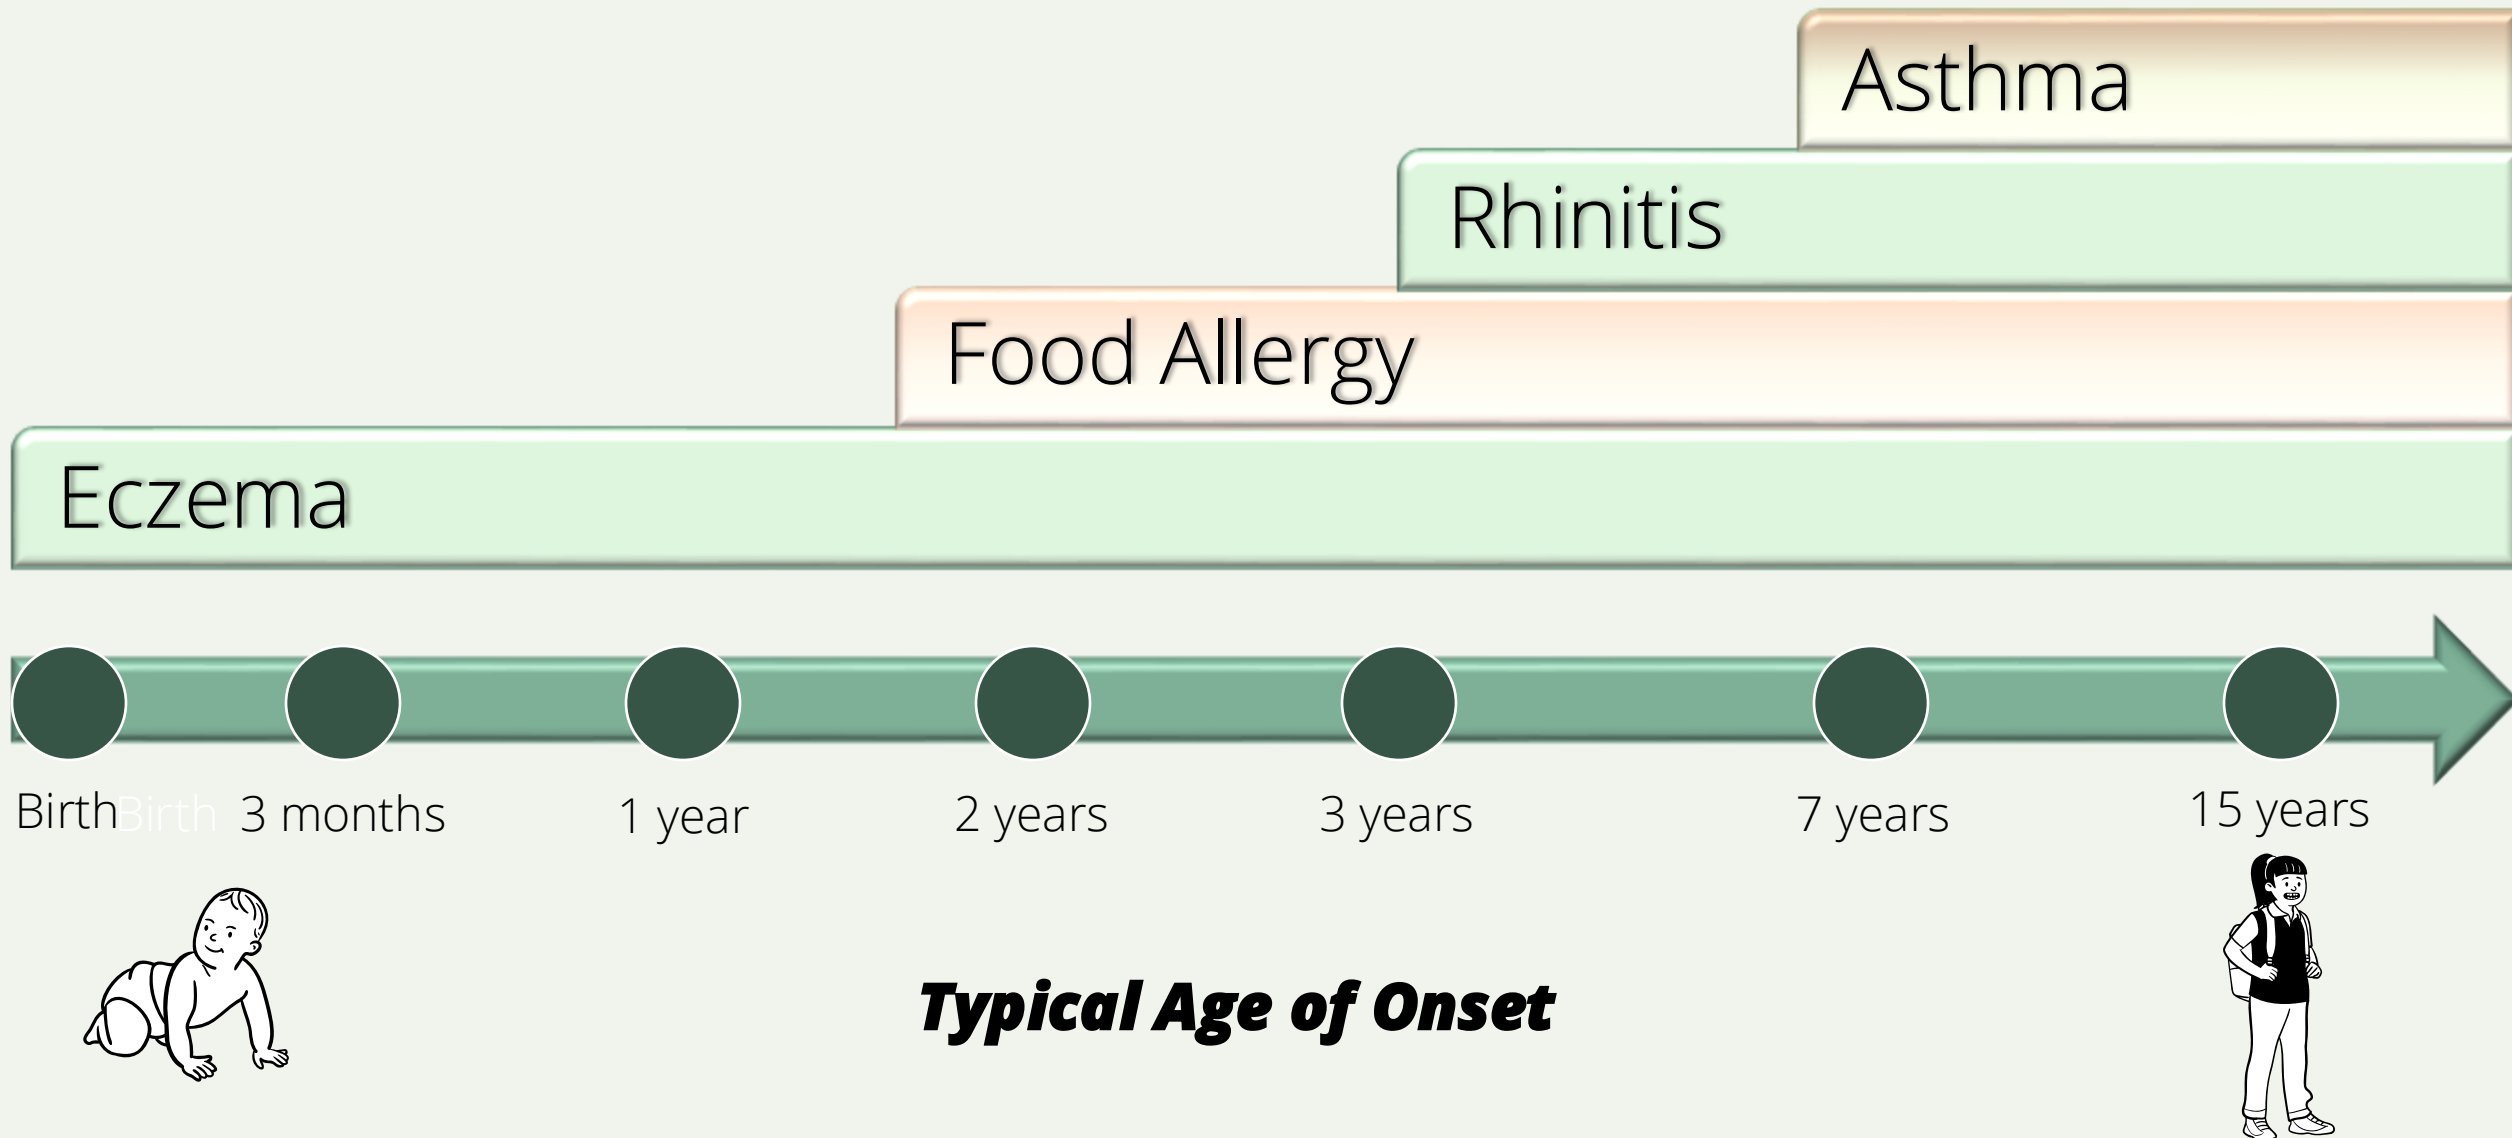 Asthma
Rhinitis
Food Allergy
Eczema
Birth Birth 3 months 1 year 2 years 3 years 7 years 15 years
Typical Age of Onset